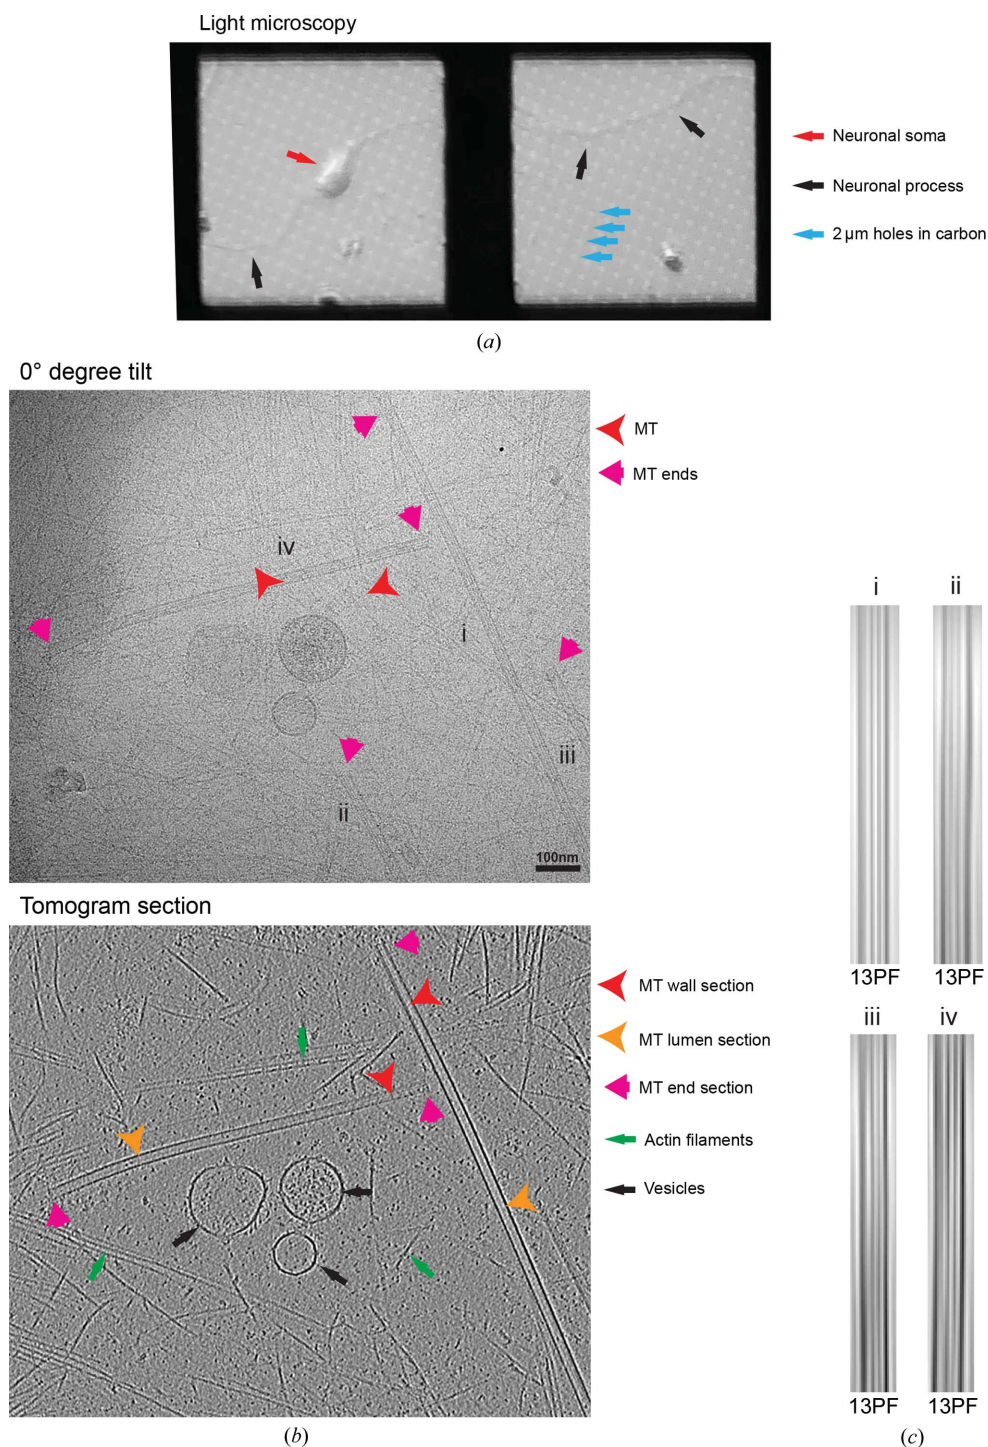 Light microscopy
Neuronal soma
Neuronal process
2 µm holes in carbon
(a)
0° degree tilt
MT
MT ends
iv
i
iii
ii
100nm
Tomogram section
MT wall section
MT lumen section
MT end section
Actin filaments
Vesicles
(b)
i
ii
13PF
13PF
iii
iv
13PF
13PF
(c)